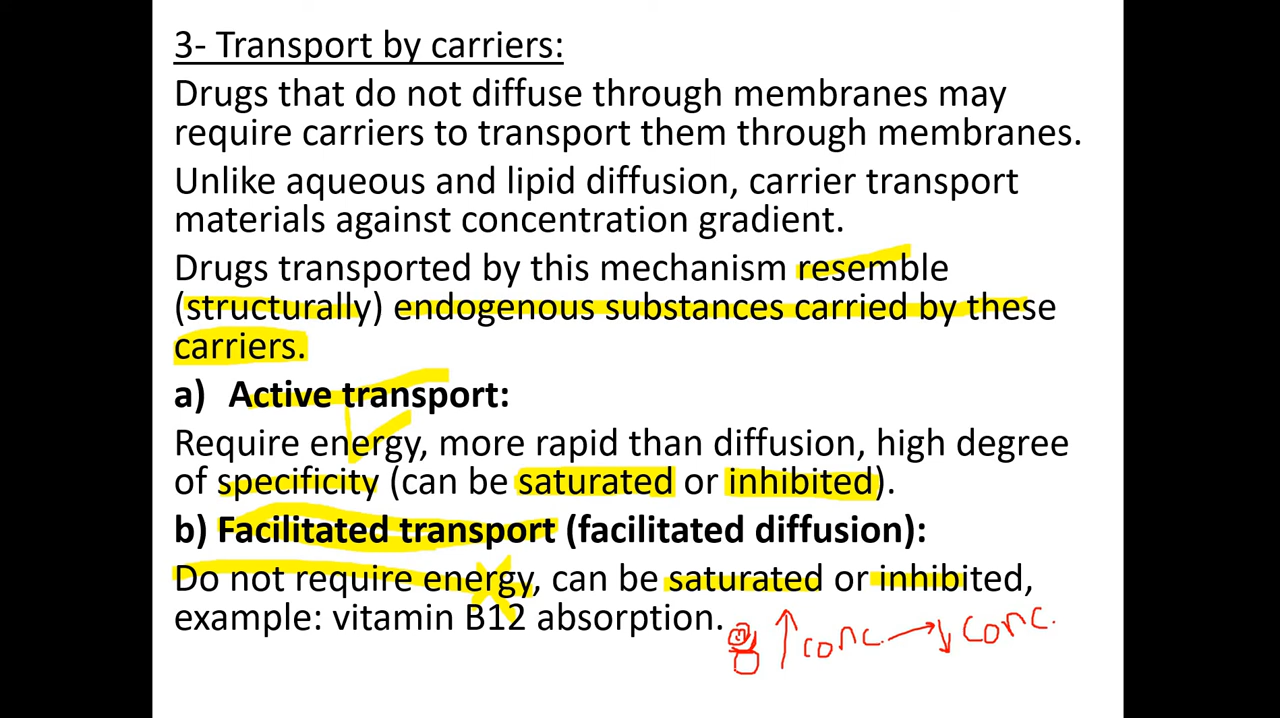 3- Transport by carriers:
Drugs that do not diffuse through membranes may
require carriers to transport them through membranes.
Unlike aqueous and lipid diffusion, carrier transport
materials against concentration gradient.
Drugs transported by this mechanism resemble
(structurally) endogenous substances carried by these
carriers.
a) Active transport:
Require energy, more rapid than diffusion, high degree
of specificity (can be saturated or inhibited).
b) Facilitated transport (facilitated diffusion):
Do not require energy, can be saturated or inhibited,
example: vitamin B12 absorption.
↑ conc. → ↓ conc.